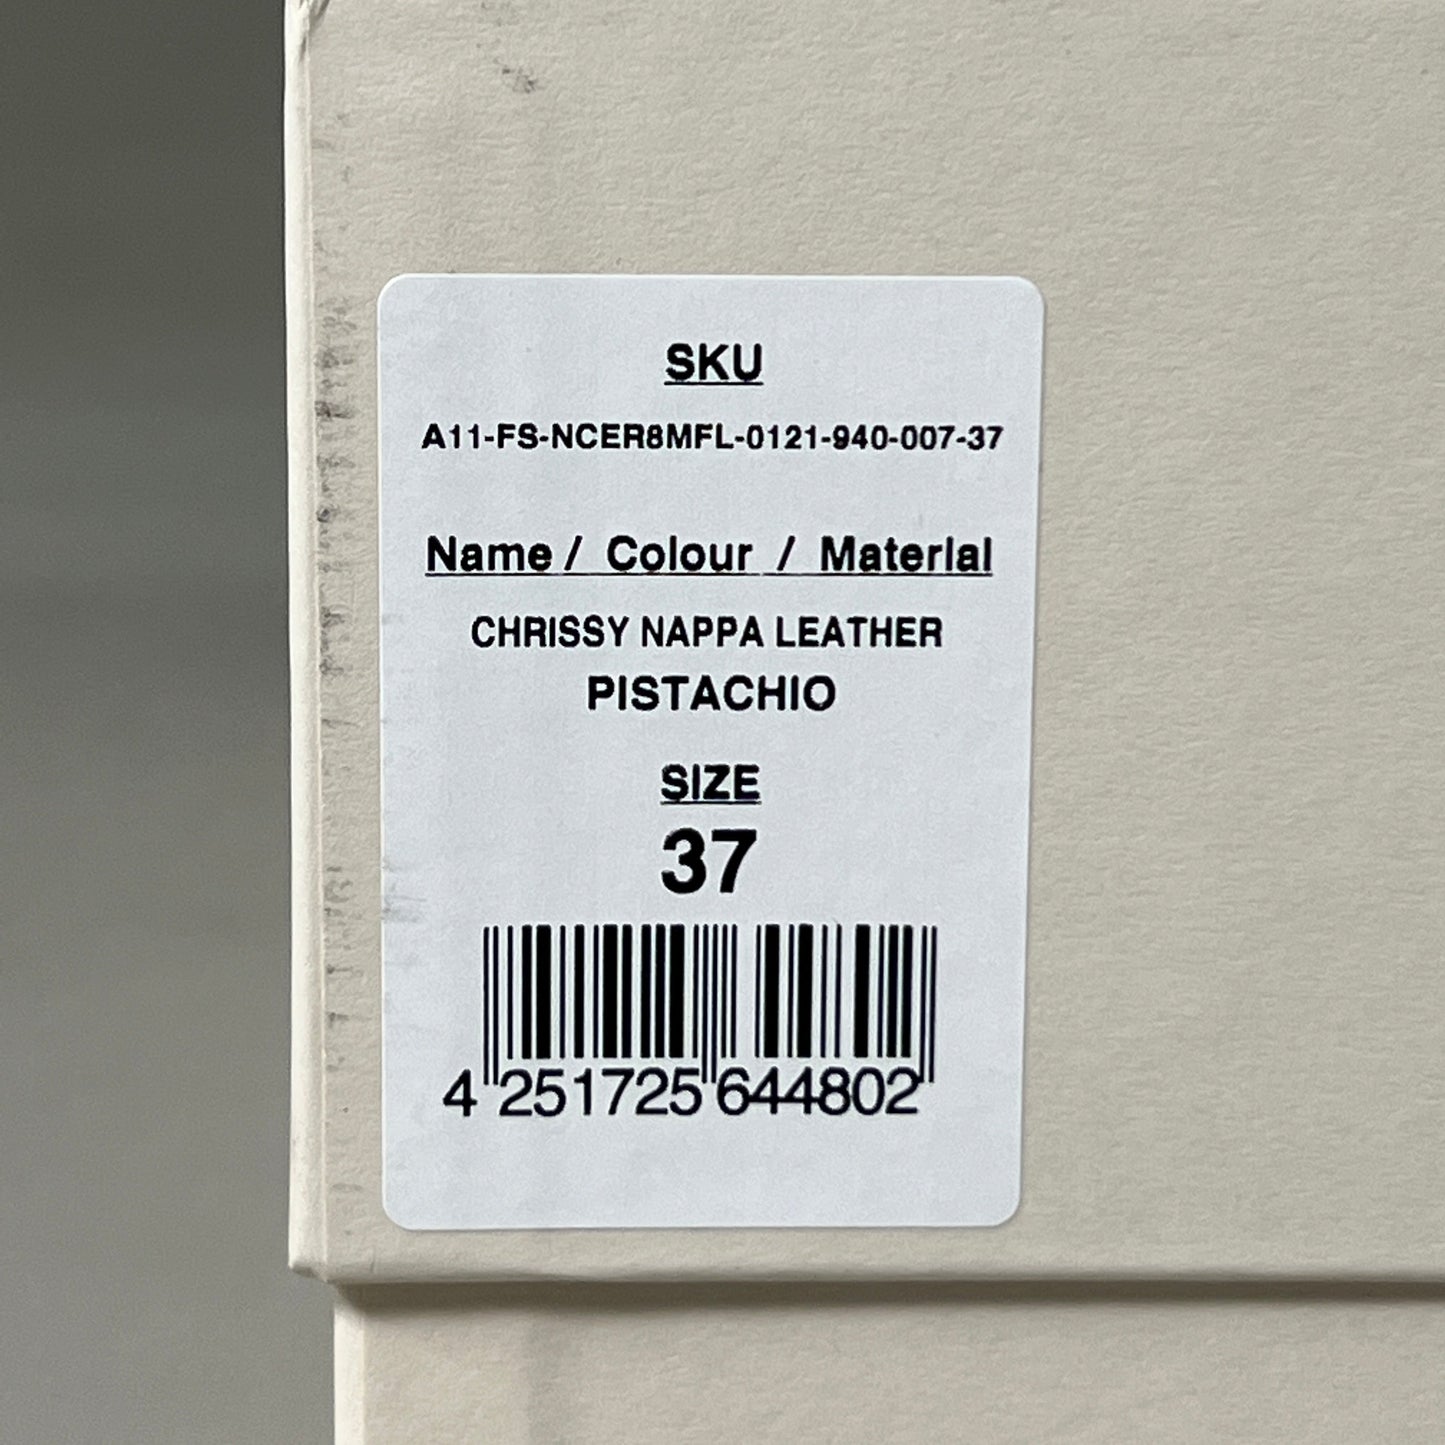 SKU
A11-FS-NCER8MFL-0121-940-007-37
Name / Colour / Material
CHRISSY NAPPA LEATHER
PISTACHIO
SIZE
37
4 251725 644802